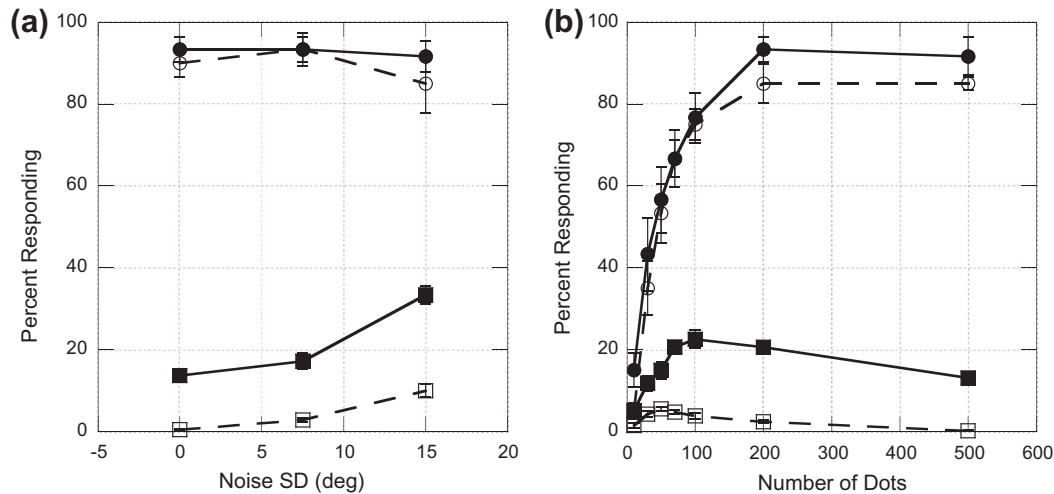 (a)
100
80
60
40
20
0
Percent Responding
-5 0 5 10 15 20
Noise SD (deg)
(b)
100
80
60
40
20
0
Percent Responding
0 100 200 300 400 500 600
Number of Dots